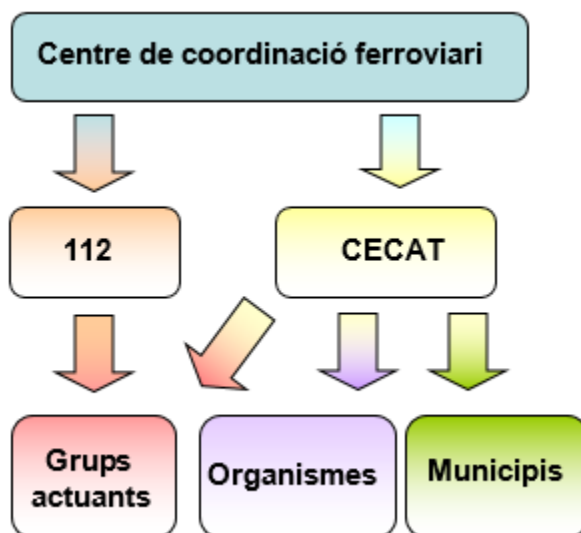 Centre de coordinació ferroviari
112
CECAT
Grups
actuants
Organismes
Municipis